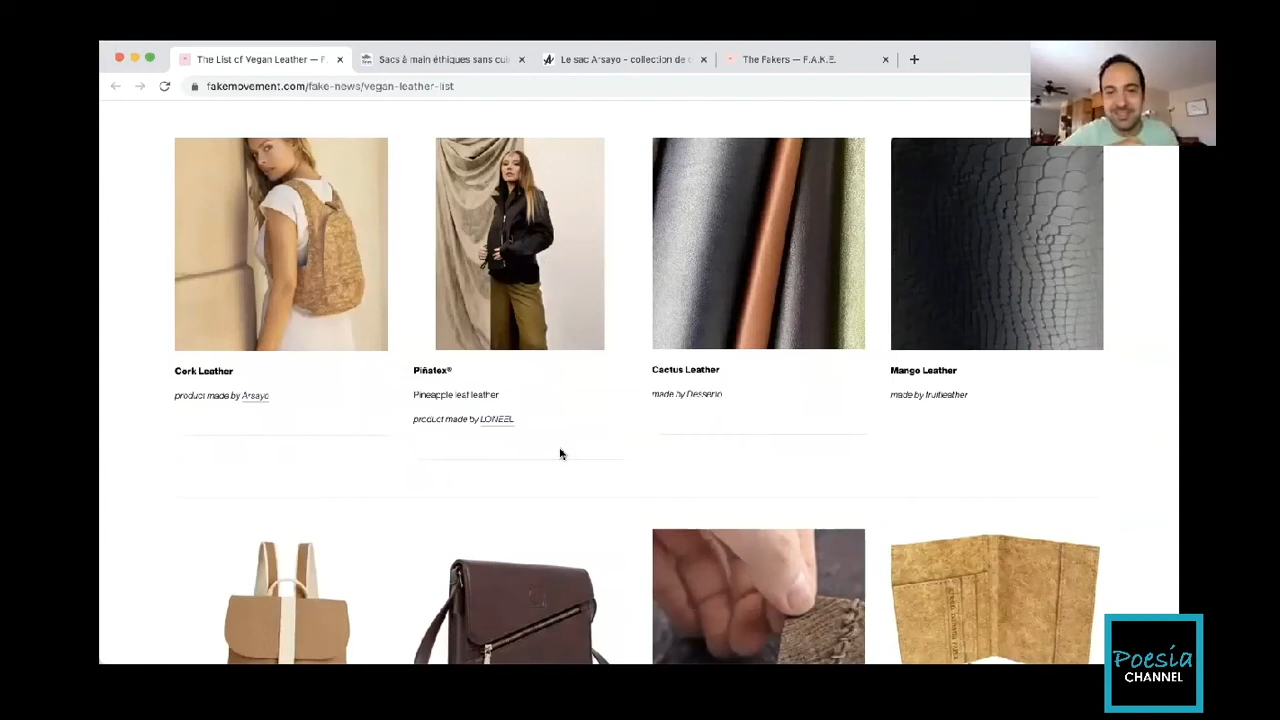 The List of Vegan Leather — F.
Sacs à main éthiques sans cui
Le sac Arsayo - collection de c
The Fakers — F.A.K.E.
fakemovement.com/fake-news/vegan-leather-list
Cork Leather
product made by Arsayo
Piñatex®
Pineapple leaf leather
product made by LONEEL
Cactus Leather
made by Desserto
Mango Leather
made by fruitleather
Poesía
CHANNEL